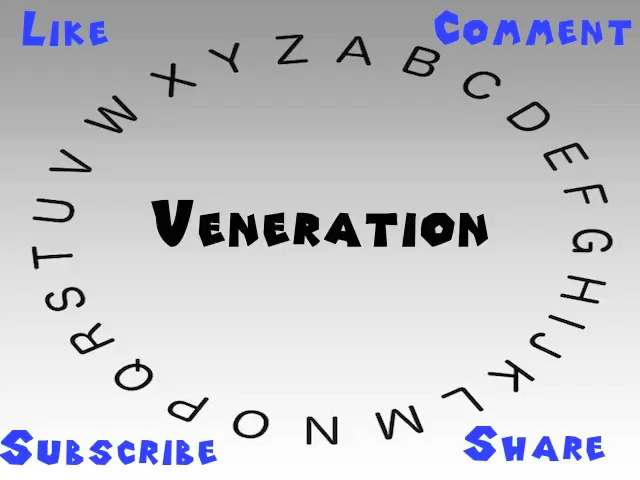 Like
Comment
A B C D E F G H I J K L M N O P Q R S T U V W X Y Z
Veneration
Subscribe
Share